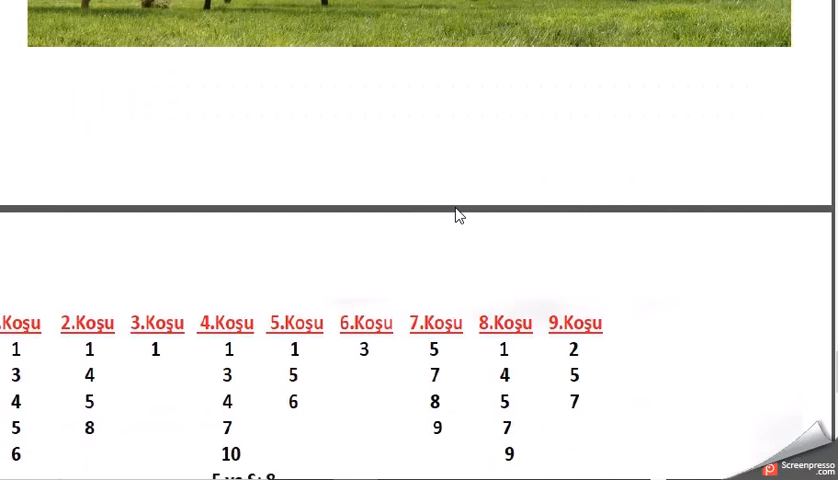 .Koşu 2.Koşu 3.Koşu 4.Koşu 5.Koşu 6.Koşu 7.Koşu 8.Koşu 9.Koşu
1 1 1 1 1 3 5 1 2
3 4 3 5 7 4 5
4 5 4 6 8 5 7
5 8 7 9 7
6 10 9
Screenpresso
.com